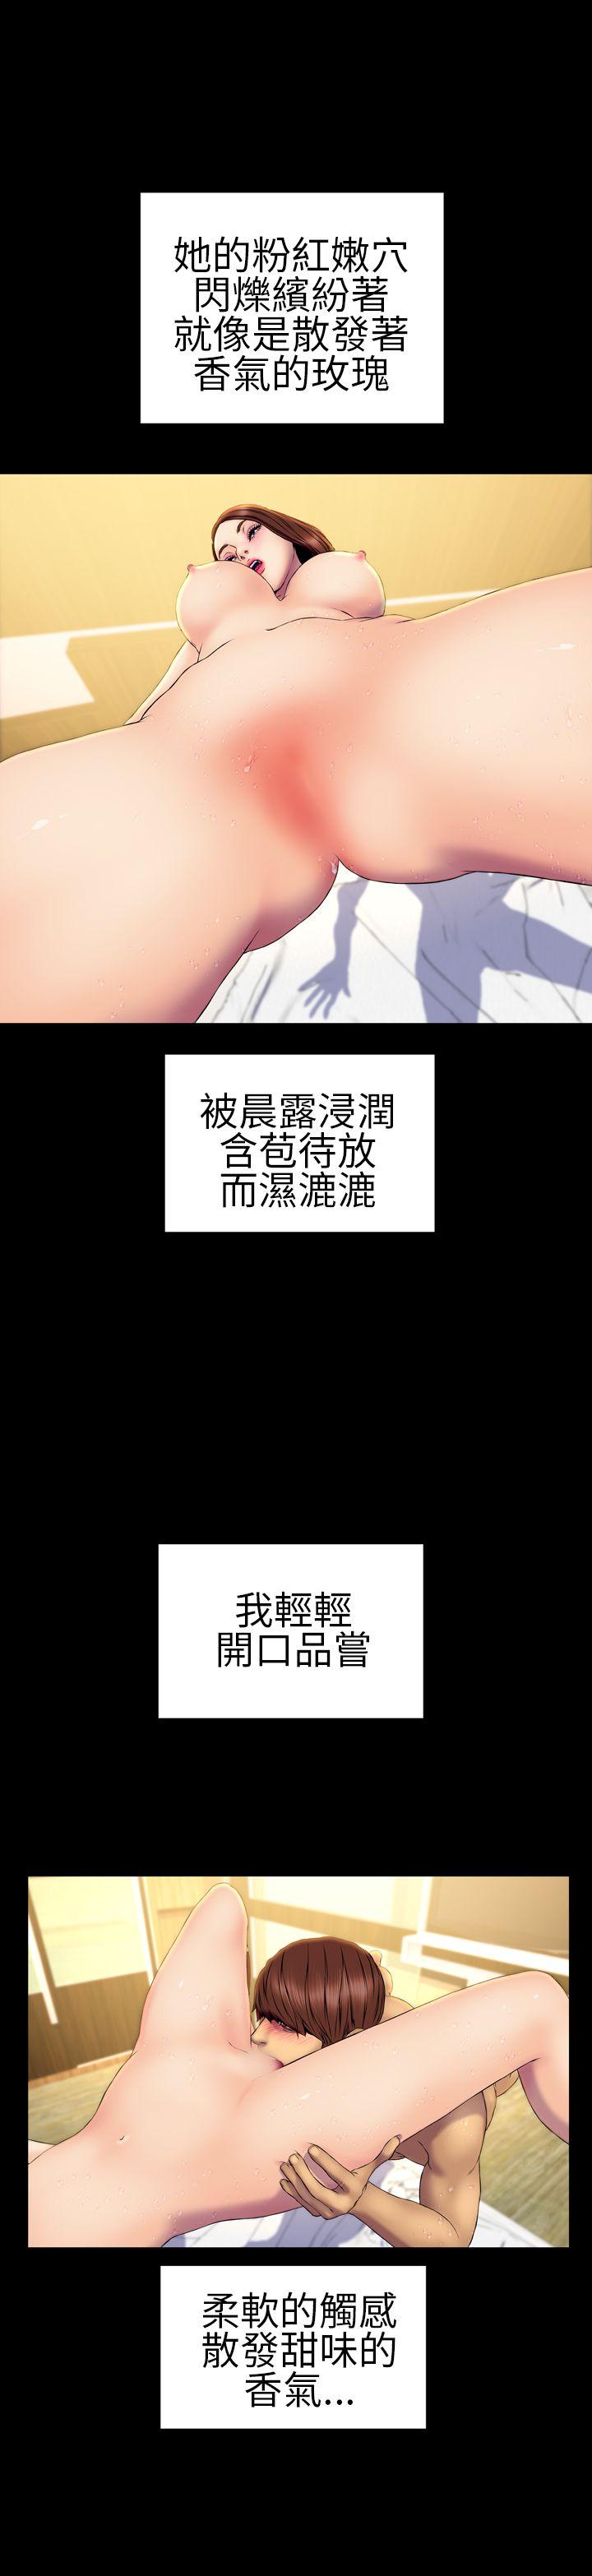 她的粉紅嫩穴
閃爍繽紛著
就像是散發著
香氣的玫瑰
被晨露浸潤
含苞待放
而濕漉漉
我輕輕
開口品嘗
柔軟的觸感
散發甜味的
香氣...